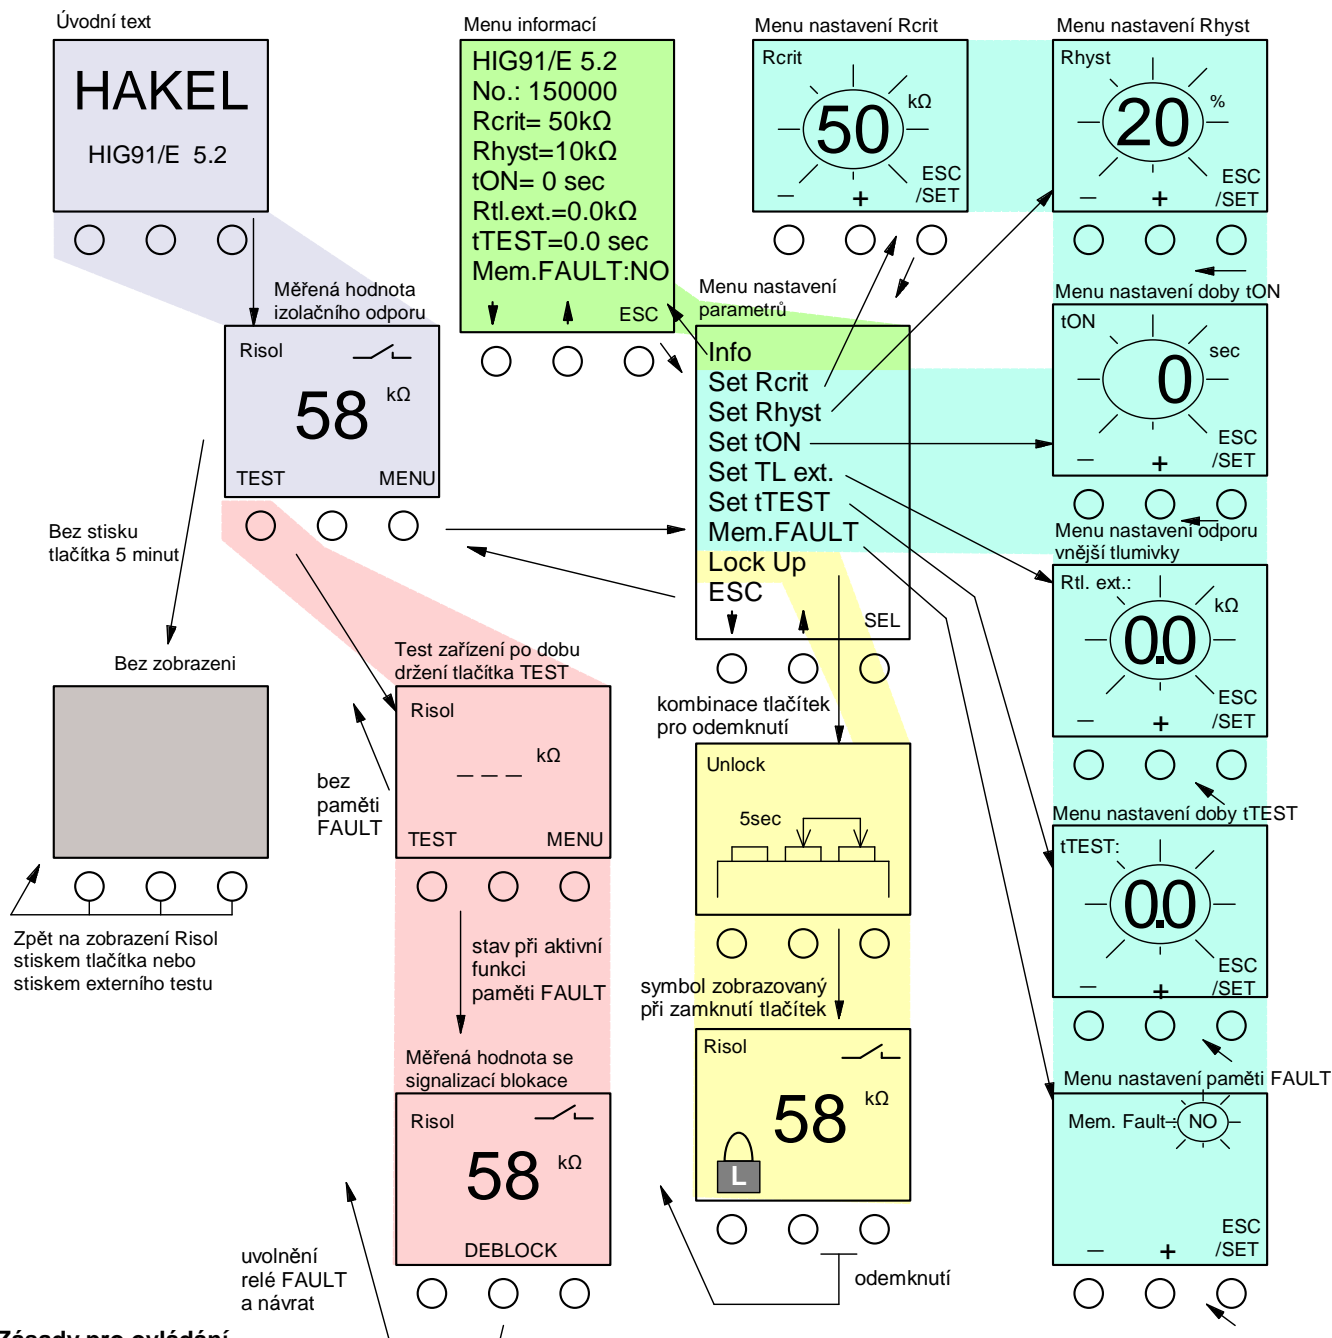 Úvodní text
HAKEL
HIG91/E 5.2
Menu informací
HIG91/E 5.2
No.: 150000
Rcrit= 50kΩ
Rhyst=10kΩ
tON= 0 sec
Rtl.ext.=0.0kΩ
tTEST=0.0 sec
Mem.FAULT:NO
ESC
Menu nastavení Rcrit
Rcrit
50
kΩ
ESC
− + /SET
Menu nastavení Rhyst
Rhyst
20
%
ESC
− + /SET
Měřená hodnota
izolačního odporu
Risol
58
kΩ
TEST MENU
Menu nastavení
parametrů
Info
Set Rcrit
Set Rhyst
Set tON
Set TL ext.
Set tTEST
Mem.FAULT
Lock Up
ESC
SEL
Menu nastavení doby tON
tON
0
sec
ESC
− + /SET
Bez stisku
tlačítka 5 minut
Bez zobrazeni
Zpět na zobrazení Risol
stiskem tlačítka nebo
stiskem externího testu
Test zařízení po dobu
držení tlačítka TEST
Risol
− − −
kΩ
TEST MENU
bez
paměti
FAULT
stav při aktivní
funkci
paměti FAULT
Měřená hodnota se
signalizací blokace
Risol
58
kΩ
DEBLOCK
uvolnění
relé FAULT
a návrat
kombinace tlačítek
pro odemknutí
Unlock
5sec
symbol zobrazovaný
při zamknutí tlačítek
Risol
58
kΩ
L
odemknutí
Menu nastavení odporu
vnější tlumivky
Rtl. ext.:
0.0
kΩ
ESC
− + /SET
Menu nastavení doby tTEST
tTEST:
0.0
ESC
− + /SET
Menu nastavení paměti FAULT
Mem. Fault : NO
ESC
− + /SET
Zásady pro ovládání